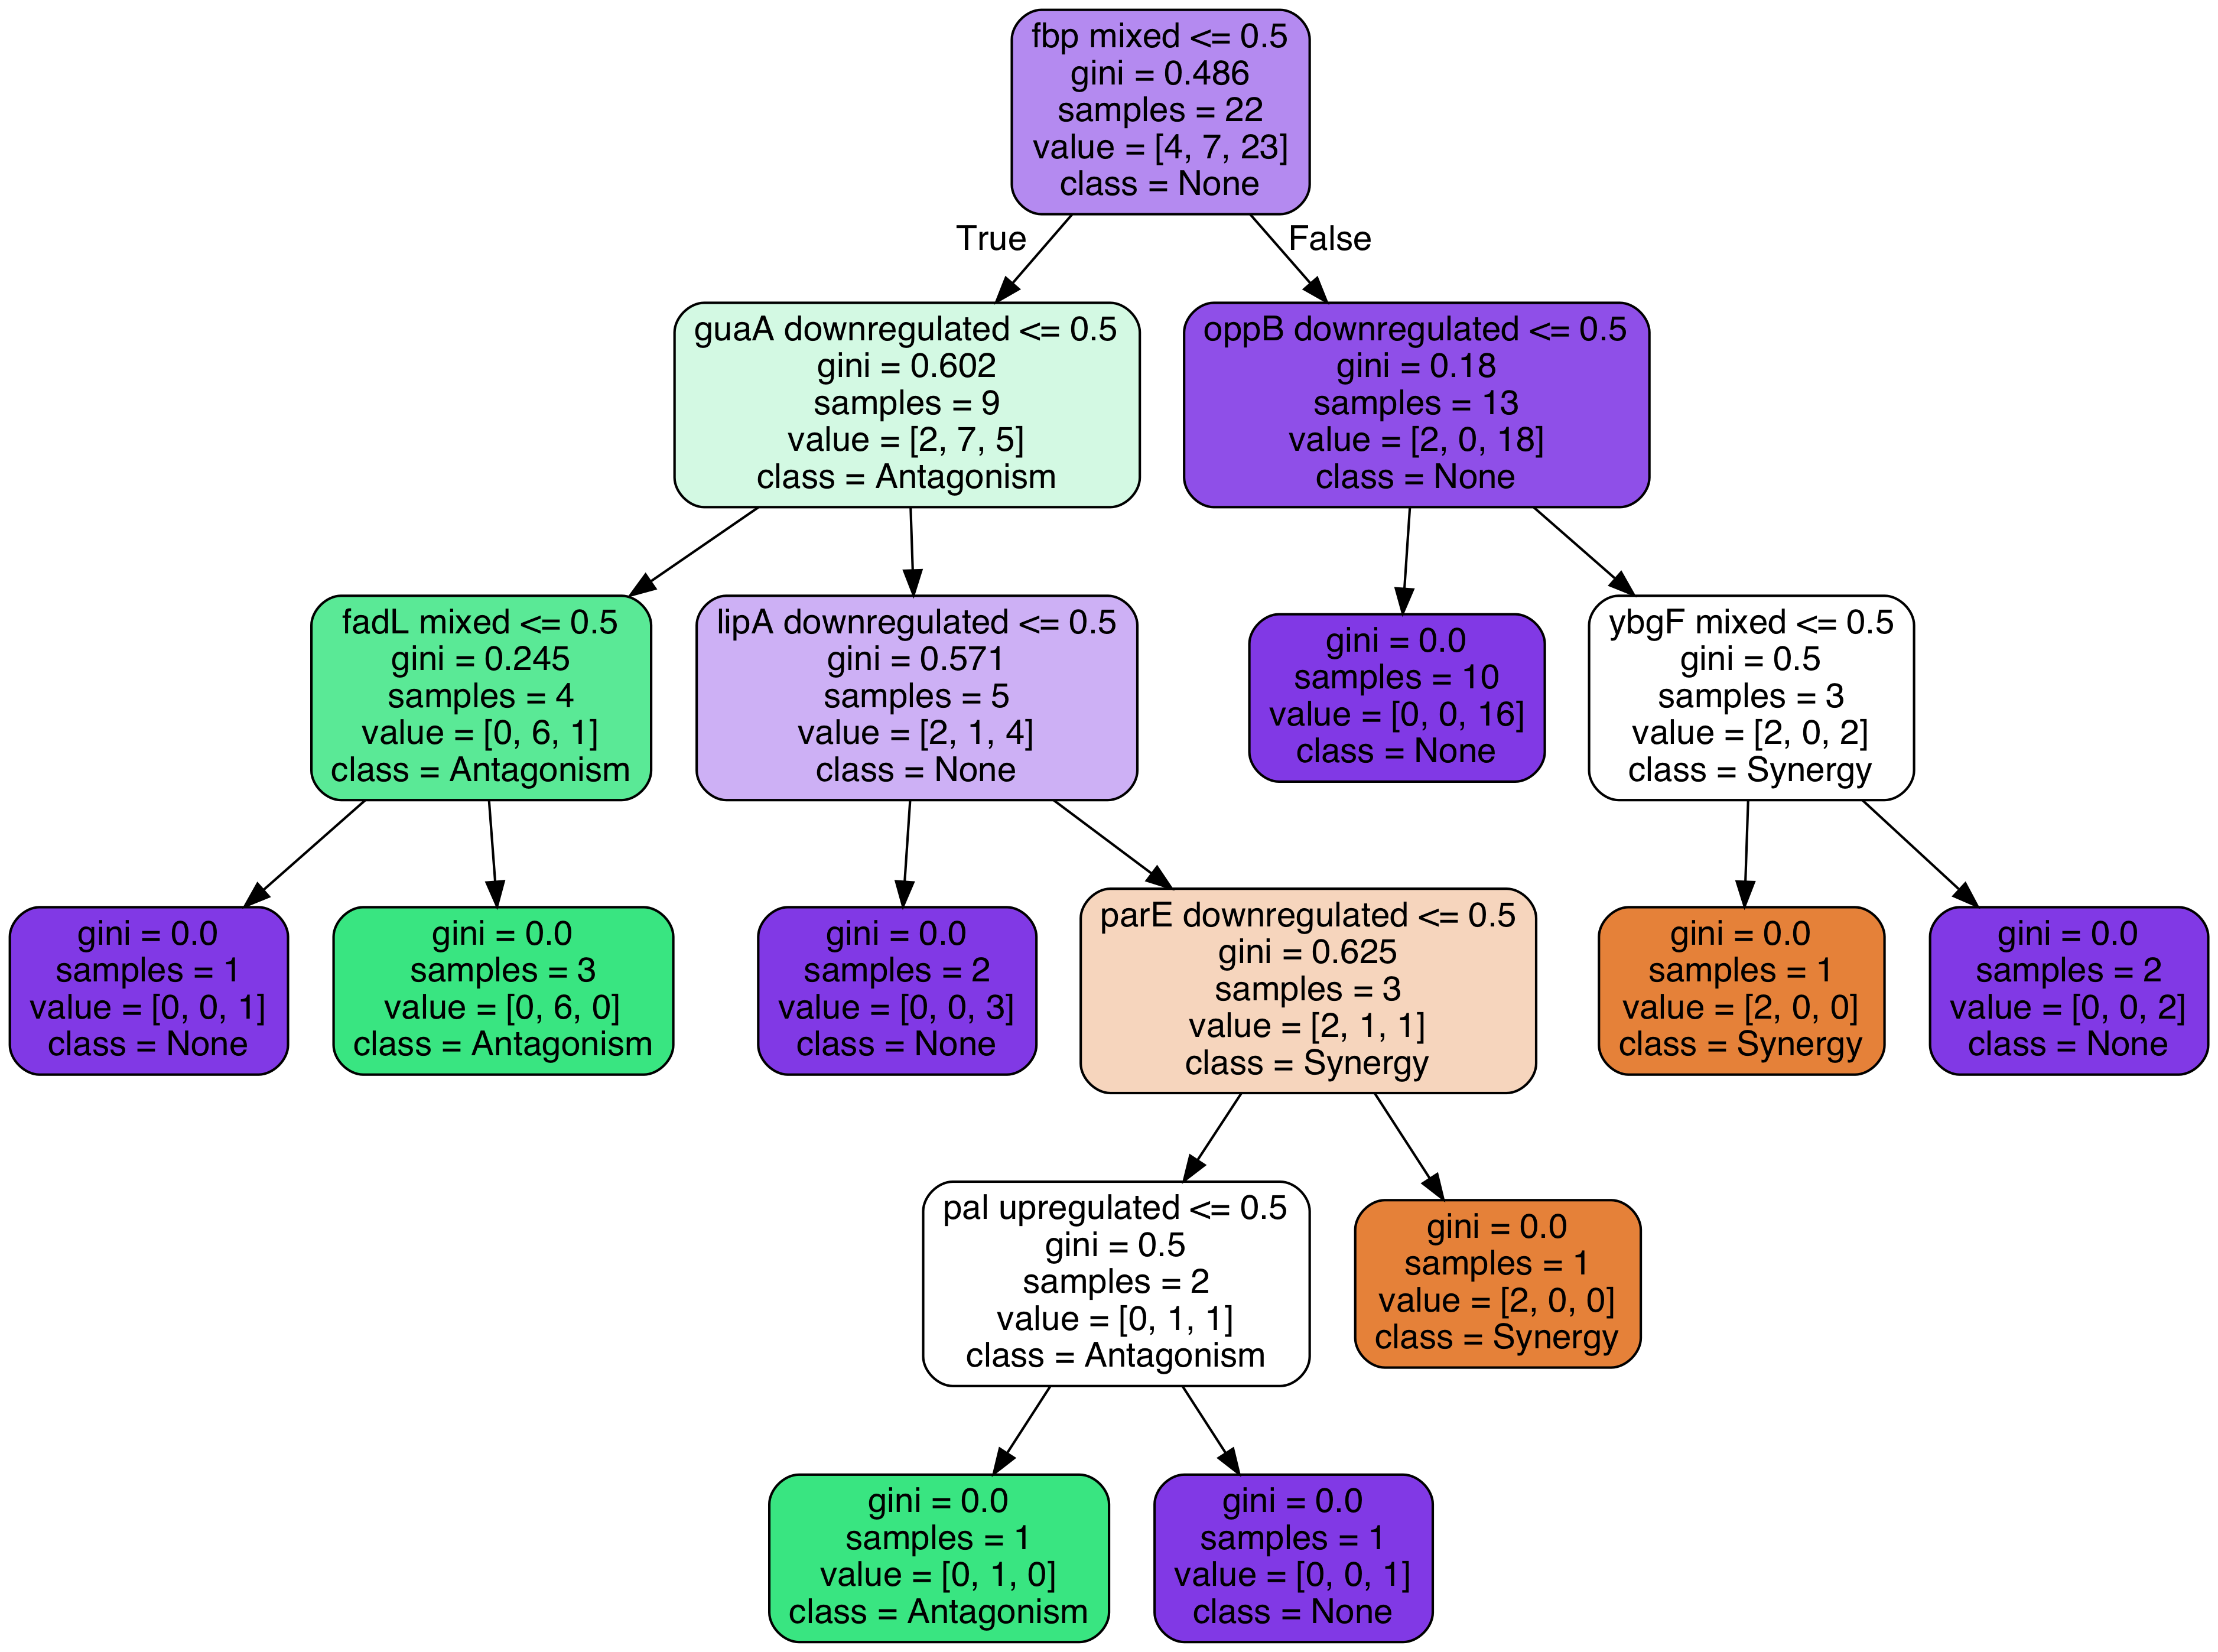 fbp mixed <= 0.5
gini = 0.486
samples = 22
value = [4, 7, 23]
class = None
True
False
guaA downregulated <= 0.5
gini = 0.602
samples = 9
value = [2, 7, 5]
class = Antagonism
oppB downregulated <= 0.5
gini = 0.18
samples = 13
value = [2, 0, 18]
class = None
fadL mixed <= 0.5
gini = 0.245
samples = 4
value = [0, 6, 1]
class = Antagonism
lipA downregulated <= 0.5
gini = 0.571
samples = 5
value = [2, 1, 4]
class = None
gini = 0.0
samples = 10
value = [0, 0, 16]
class = None
ybgF mixed <= 0.5
gini = 0.5
samples = 3
value = [2, 0, 2]
class = Synergy
gini = 0.0
samples = 1
value = [0, 0, 1]
class = None
gini = 0.0
samples = 3
value = [0, 6, 0]
class = Antagonism
gini = 0.0
samples = 2
value = [0, 0, 3]
class = None
parE downregulated <= 0.5
gini = 0.625
samples = 3
value = [2, 1, 1]
class = Synergy
gini = 0.0
samples = 1
value = [2, 0, 0]
class = Synergy
gini = 0.0
samples = 2
value = [0, 0, 2]
class = None
pal upregulated <= 0.5
gini = 0.5
samples = 2
value = [0, 1, 1]
class = Antagonism
gini = 0.0
samples = 1
value = [2, 0, 0]
class = Synergy
gini = 0.0
samples = 1
value = [0, 1, 0]
class = Antagonism
gini = 0.0
samples = 1
value = [0, 0, 1]
class = None